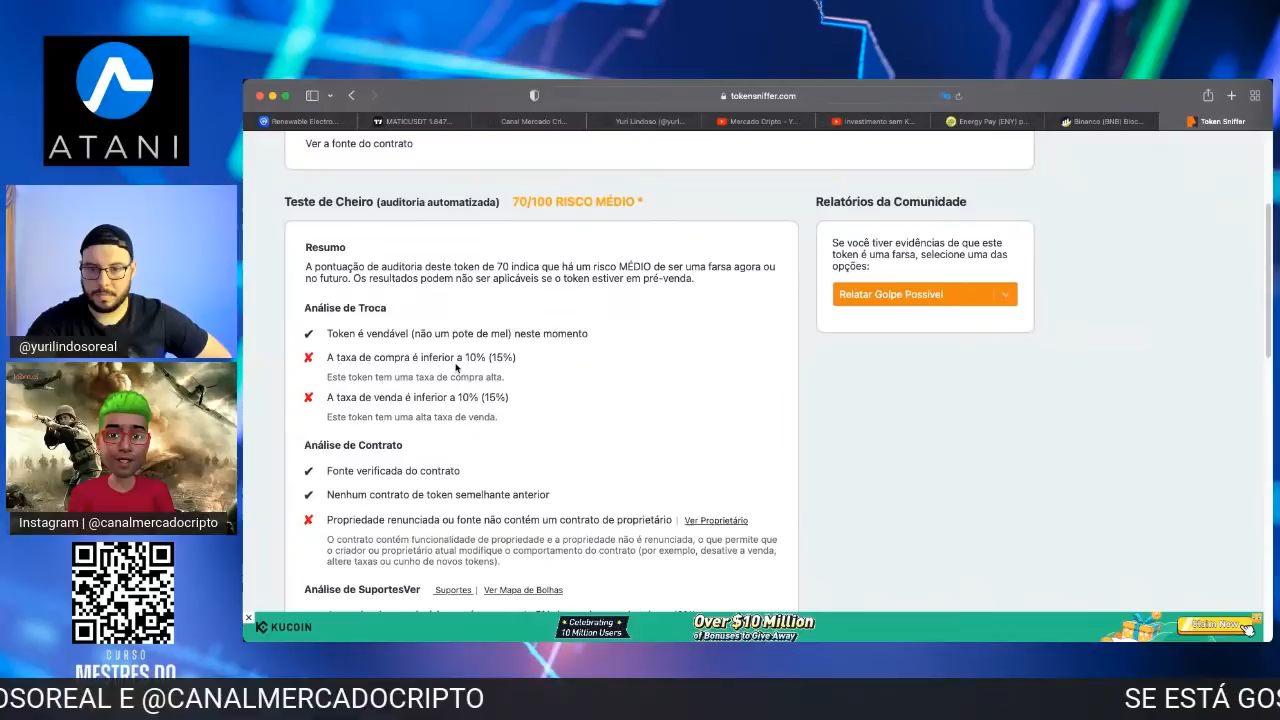 ATANI
@yurilindosoreal
Instagram | @canalmercadocripto
CURSO
MESTRES DO
tokensniffer.com
Renewable Electro...
MATICUSDT 1.847...
Canal Mercado Cri...
Yuri Lindoso (@yuri...
Mercado Cripto - Y...
investimento sem K...
Energy Pay (ENY) p...
Binance (BNB) Bloc...
Token Sniffer
Ver a fonte do contrato
Teste de Cheiro (auditoria automatizada) 70/100 RISCO MÉDIO *
Resumo
A pontuação de auditoria deste token de 70 indica que há um risco MÉDIO de ser uma farsa agora ou
no futuro. Os resultados podem não ser aplicáveis se o token estiver em pré-venda.
Análise de Troca
✔ Token é vendável (não um pote de mel) neste momento
✘ A taxa de compra é inferior a 10% (15%)
Este token tem uma taxa de compra alta.
✘ A taxa de venda é inferior a 10% (15%)
Este token tem uma alta taxa de venda.
Análise de Contrato
✔ Fonte verificada do contrato
✔ Nenhum contrato de token semelhante anterior
✘ Propriedade renunciada ou fonte não contém um contrato de proprietário | Ver Proprietário
O contrato contém funcionalidade de propriedade e a propriedade não é renunciada, o que permite que
o criador ou proprietário atual modifique o comportamento do contrato (por exemplo, desative a venda,
altere taxas ou cunho de novos tokens).
Análise de SuportesVer Suportes | Ver Mapa de Bolhas
Relatórios da Comunidade
Se você tiver evidências de que este
token é uma farsa, selecione uma das
opções:
Relatar Golpe Possível
KUCOIN
Celebrating
10 Million Users
Over $10 Million
of Bonuses to Give Away
Claim Now
OSOREAL E @CANALMERCADOCRIPTO
SE ESTÁ GOS